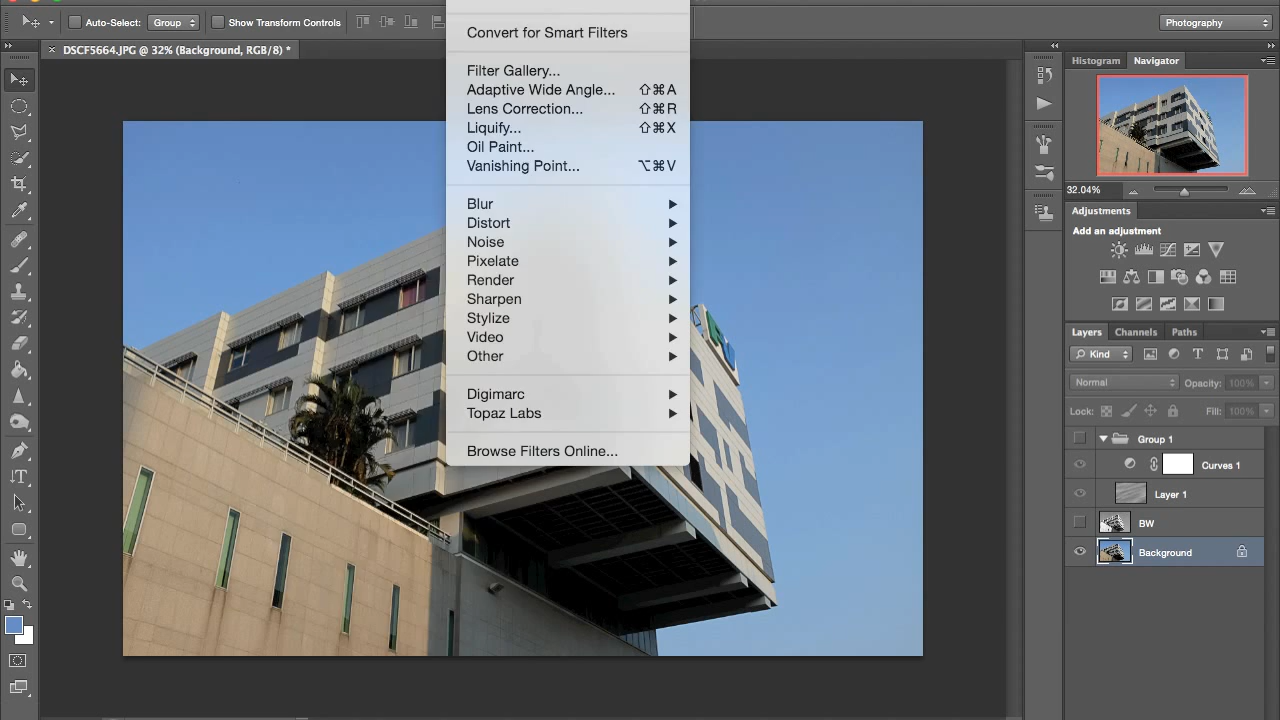 Auto-Select:
Group
Show Transform Controls
Photography
DSCF5664.JPG @ 32% (Background, RGB/8) *
Convert for Smart Filters
Filter Gallery...
Adaptive Wide Angle... ⇧⌘A
Lens Correction... ⇧⌘R
Liquify... ⇧⌘X
Oil Paint...
Vanishing Point... ⌥⌘V
Blur
Distort
Noise
Pixelate
Render
Sharpen
Stylize
Video
Other
Digimarc
Topaz Labs
Browse Filters Online...
Histogram Navigator
32.04%
Adjustments
Add an adjustment
Layers Channels Paths
Kind
Normal Opacity: 100%
Lock: Fill: 100%
Group 1
Curves 1
Layer 1
BW
Background